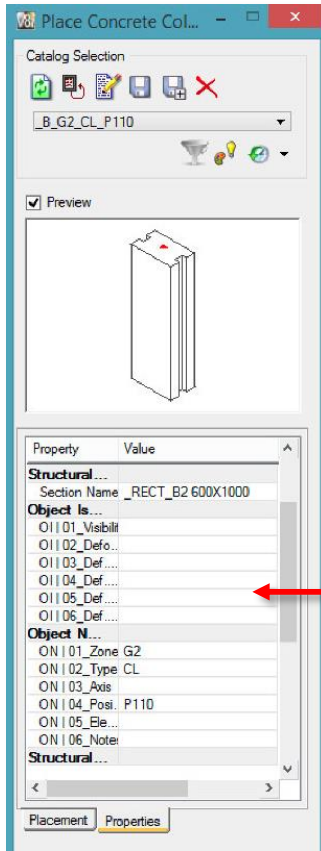 Place Concrete Col...
Catalog Selection
_B_G2_CL_P110
Preview
Property Value
Structural...
Section Name _RECT_B2 600X1000
Object Is...
OI | 01_Visibilit
OI | 02_Defo...
OI | 03_Def....
OI | 04_Def....
OI | 05_Def....
OI | 06_Def....
Object N...
ON | 01_Zone G2
ON | 02_Type CL
ON | 03_Axis
ON | 04_Posi.. P110
ON | 05_Ele...
ON | 06_Notes
Structural...
Placement Properties